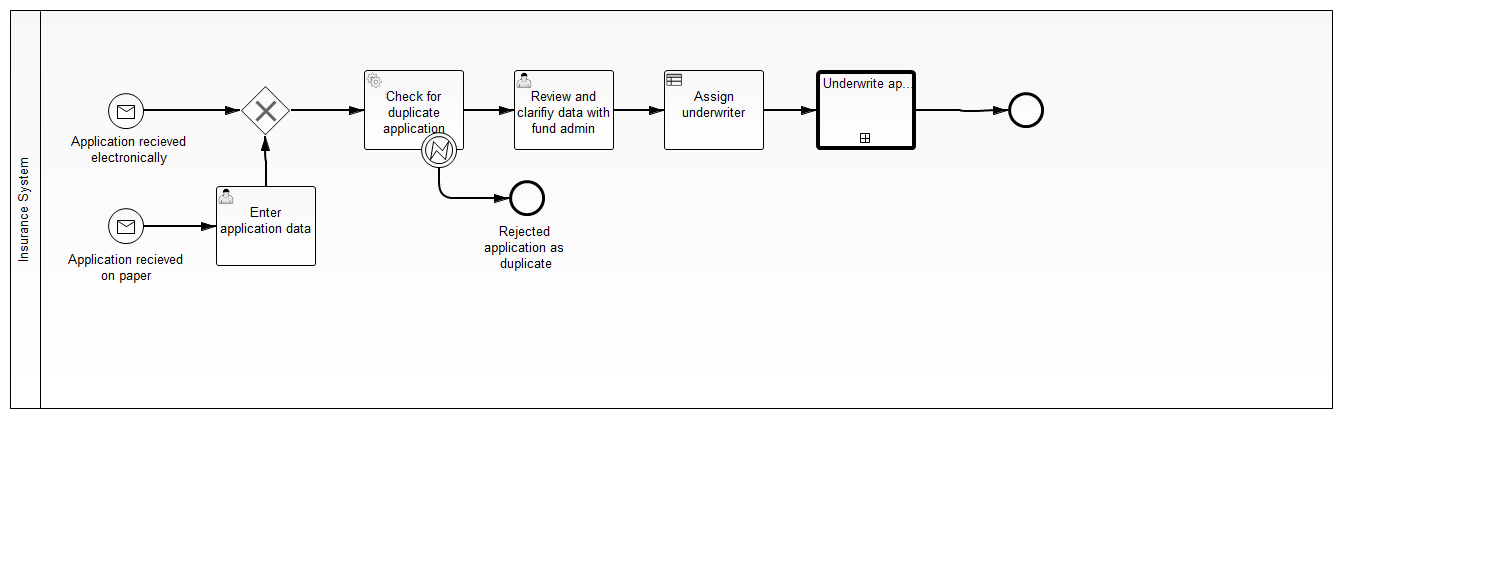 Insurance System
Application recieved
electronically
Application recieved
on paper
Enter
application data
Check for
duplicate
application
Rejected
application as
duplicate
Review and
clarifiy data with
fund admin
Assign
underwriter
Underwrite ap...